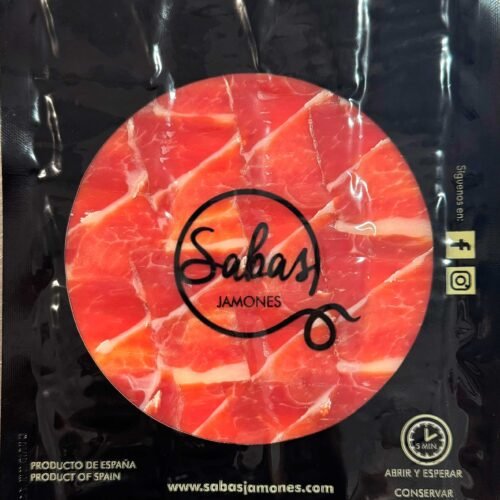 Síguenos en:
Sabas
JAMONES
5 MIN.
ABRIR Y ESPERAR
CONSERVAR
PRODUCTO DE ESPAÑA
PRODUCT OF SPAIN
www.sabasjamones.com